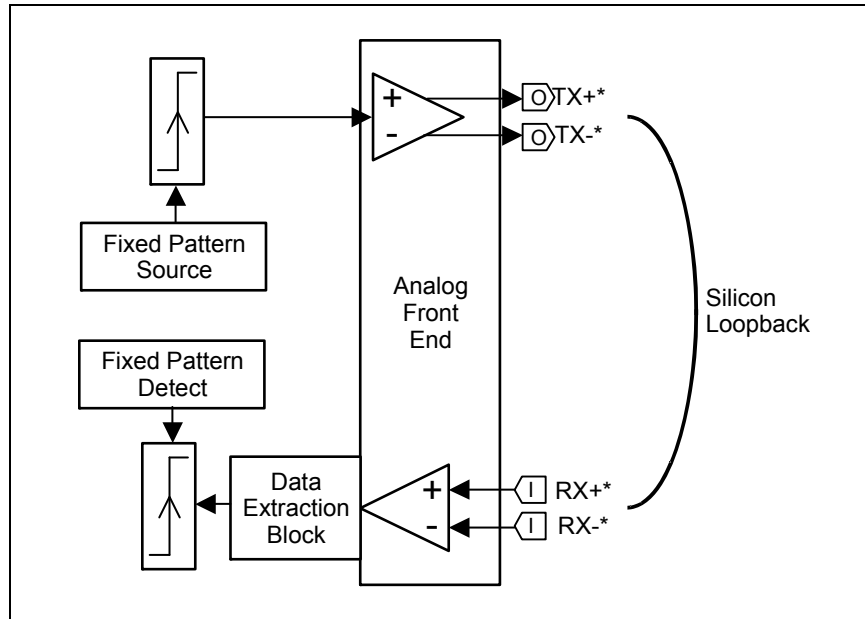 +
-
O TX+*
O TX-*
Fixed Pattern
Source
Analog
Front
End
Silicon
Loopback
Fixed Pattern
Detect
Data
Extraction
Block
+
-
I RX+*
I RX-*